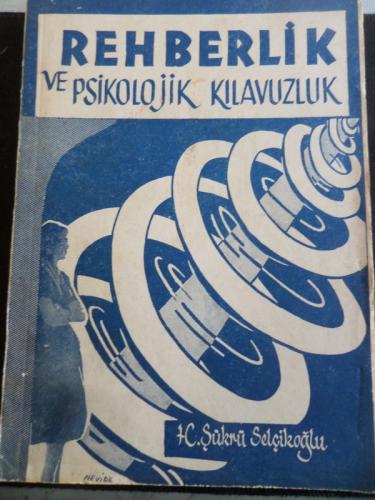 REHBERLİK
VE PSİKOLOJİK KILAVUZLUK
H. Şükrü Selçikoğlu